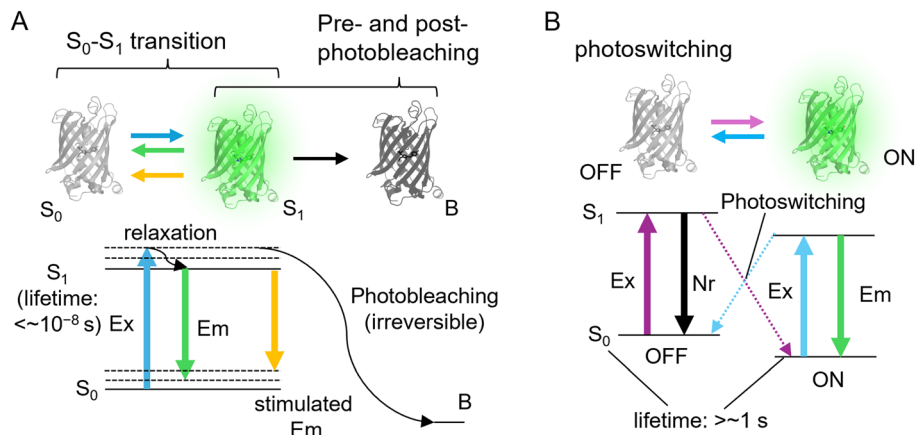 A
S₀-S₁ transition
Pre- and post-
photobleaching
S₀
S₁
B
relaxation
S₁
(lifetime:
<~10⁻⁸ s)
Ex
Em
Photobleaching
(irreversible)
S₀
stimulated
Em
B
B
photoswitching
OFF
ON
S₁
Photoswitching
Ex
Nr
Ex
Em
S₀
OFF
ON
lifetime: >~1 s